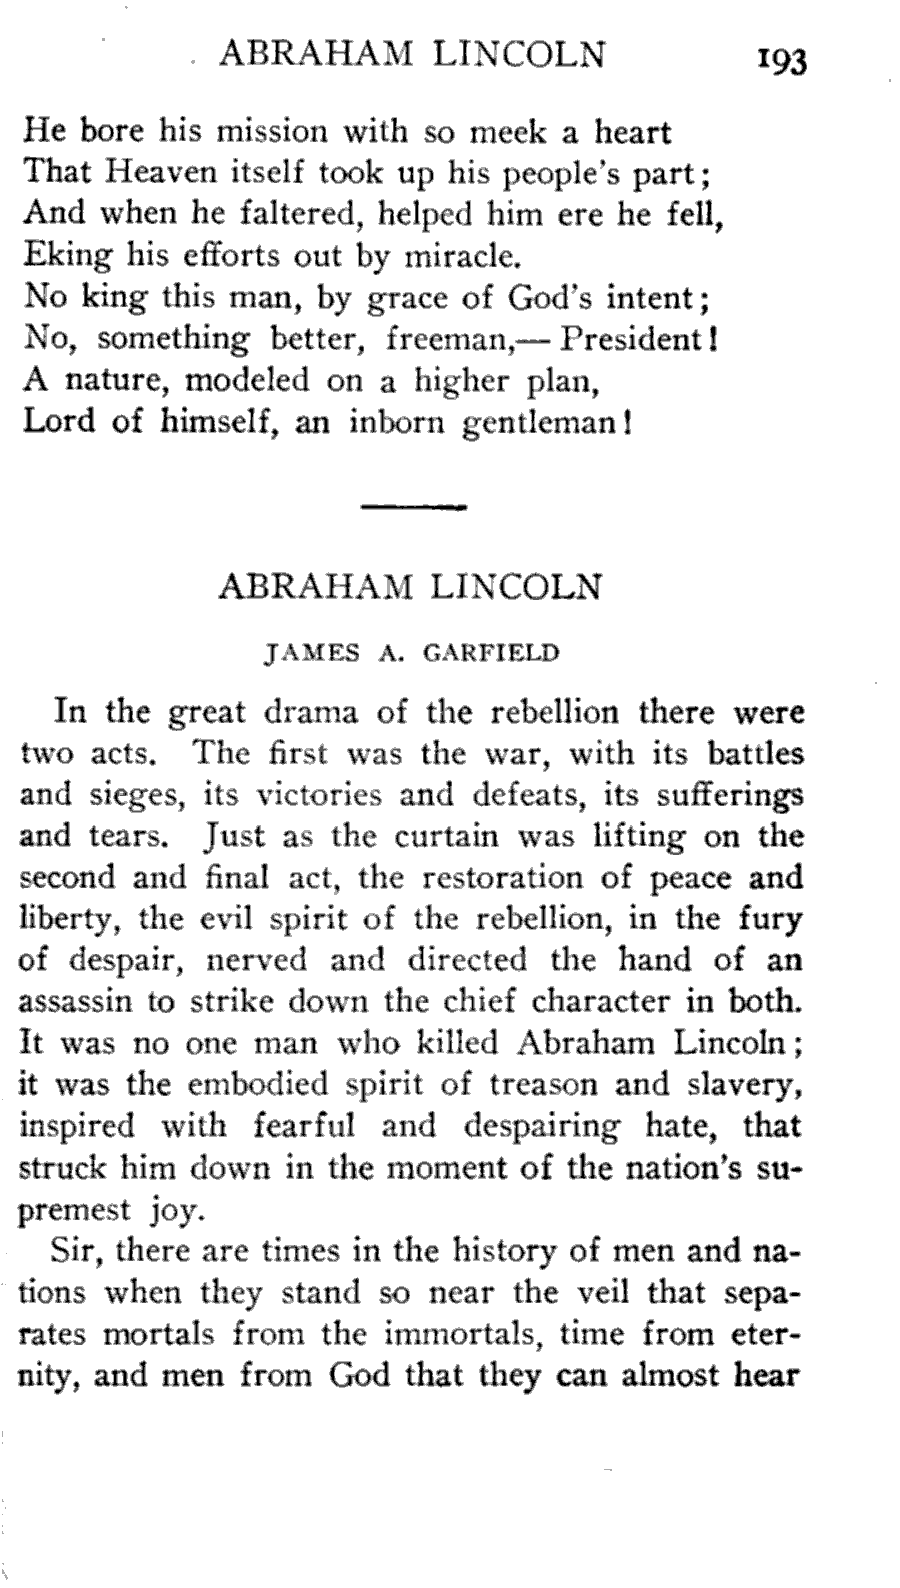 ABRAHAM LINCOLN 193
He bore his mission with so meek a heart
That Heaven itself took up his people's part;
And when he faltered, helped him ere he fell,
Eking his efforts out by miracle.
No king this man, by grace of God's intent;
No, something better, freeman,— President!
A nature, modeled on a higher plan,
Lord of himself, an inborn gentleman!
ABRAHAM LINCOLN
JAMES A. GARFIELD
In the great drama of the rebellion there were
two acts. The first was the war, with its battles
and sieges, its victories and defeats, its sufferings
and tears. Just as the curtain was lifting on the
second and final act, the restoration of peace and
liberty, the evil spirit of the rebellion, in the fury
of despair, nerved and directed the hand of an
assassin to strike down the chief character in both.
It was no one man who killed Abraham Lincoln;
it was the embodied spirit of treason and slavery,
inspired with fearful and despairing hate, that
struck him down in the moment of the nation's su-
premest joy.
Sir, there are times in the history of men and na-
tions when they stand so near the veil that sepa-
rates mortals from the immortals, time from eter-
nity, and men from God that they can almost hear